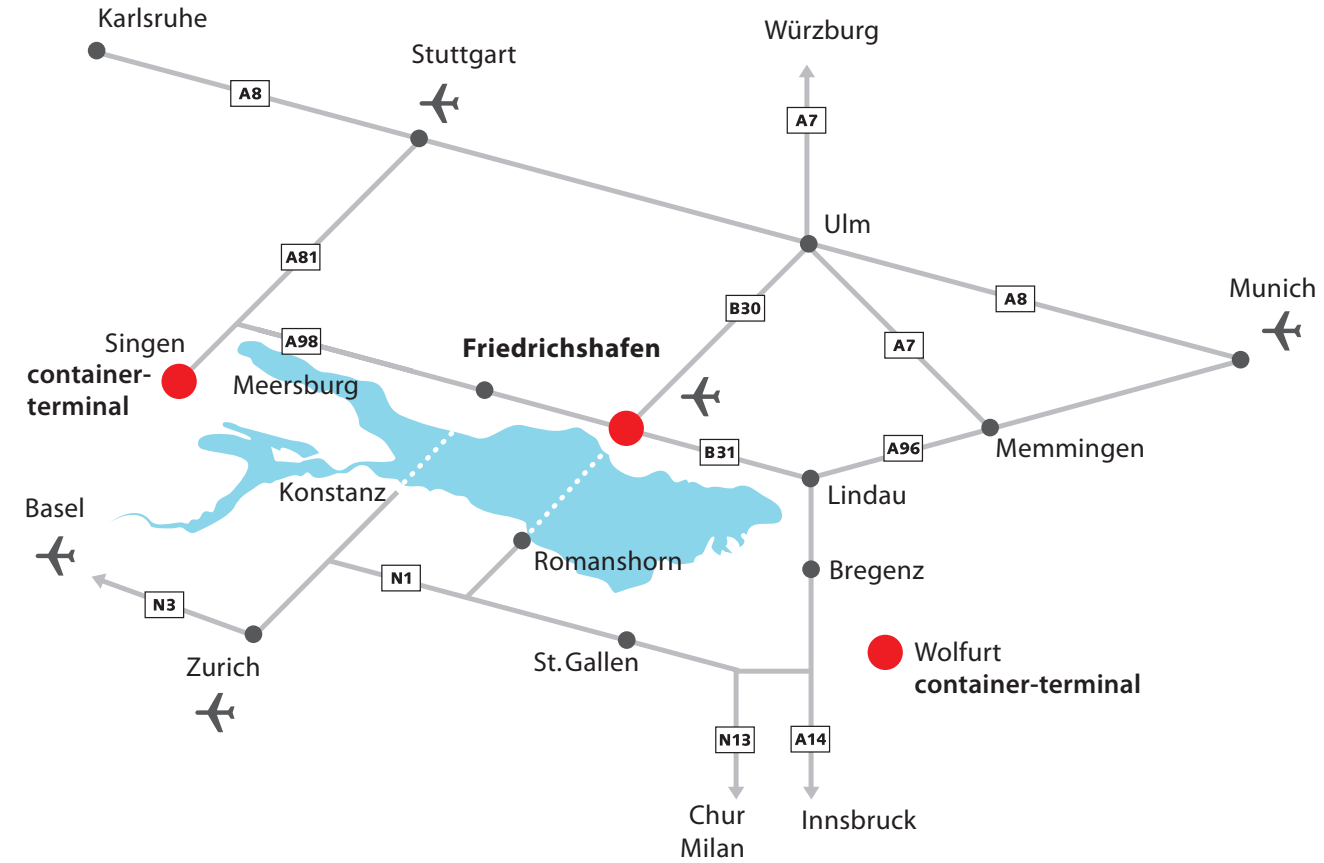 Karlsruhe
Stuttgart
Würzburg
A8
A7
Ulm
A81
Munich
A8
B30
Singen
container-
terminal
A98
Friedrichshafen
A7
Meersburg
B31
A96
Memmingen
Konstanz
Lindau
Basel
Romanshorn
Bregenz
N1
N3
Zurich
St. Gallen
Wolfurt
container-terminal
N13
A14
Chur
Milan
Innsbruck